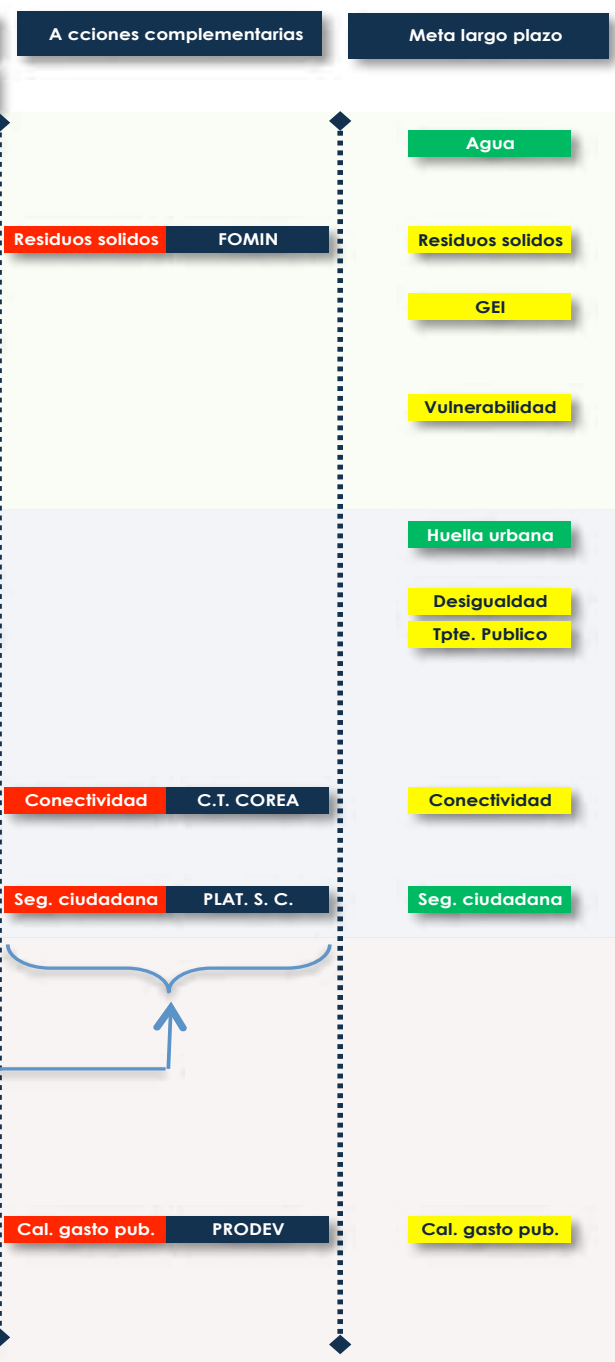 A cciones complementarias Meta largo plazo
Agua
Residuos solidos FOMIN Residuos solidos
GEI
Vulnerabilidad
Huella urbana
Desigualdad
Tpte. Publico
Conectividad C.T. COREA Conectividad
Seg. ciudadana PLAT. S. C. Seg. ciudadana
Cal. gasto pub. PRODEV Cal. gasto pub.